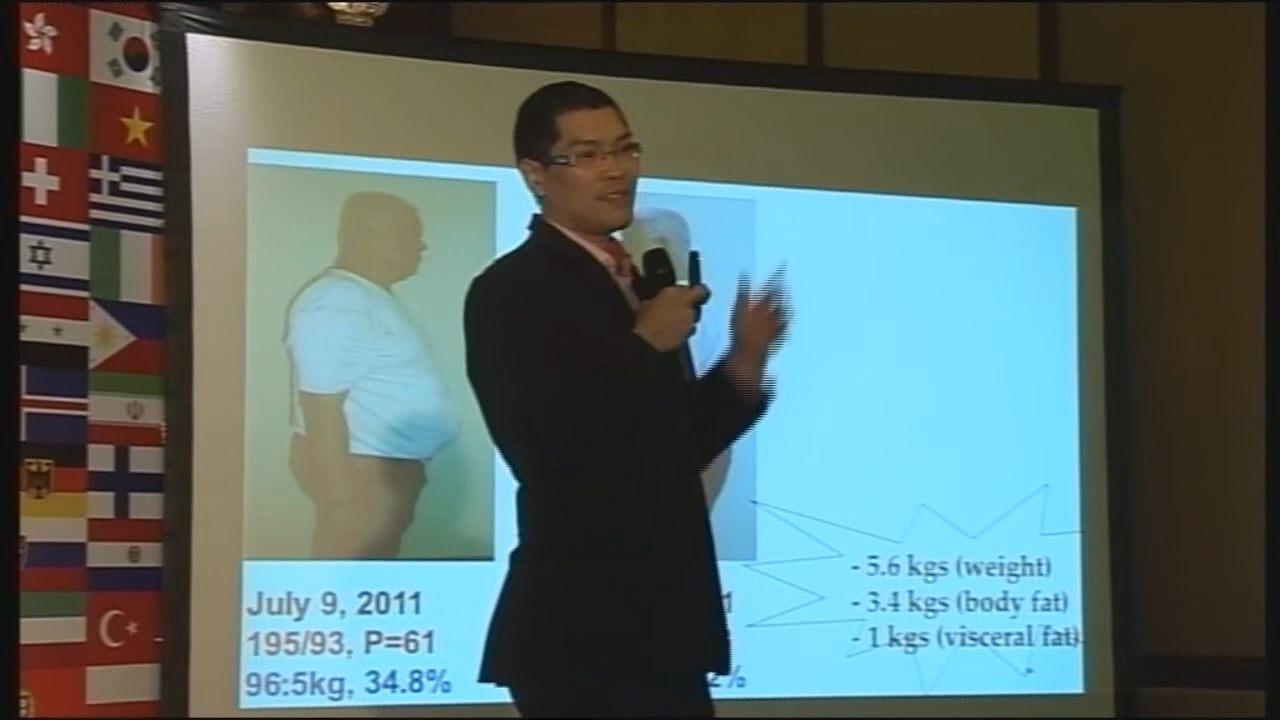 July 9, 2011
195/93, P=61
96:5kg, 34.8%
- 5.6 kgs (weight)
- 3.4 kgs (body fat)
- 1 kgs (visceral fat)